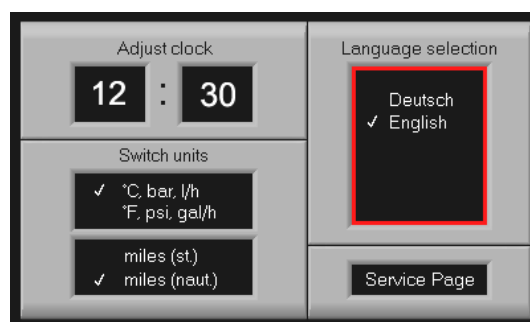 Adjust clock
12 : 30
Switch units
✓ °C, bar, l/h
°F, psi, gal/h
miles (st.)
✓ miles (naut.)
Language selection
Deutsch
✓ English
Service Page